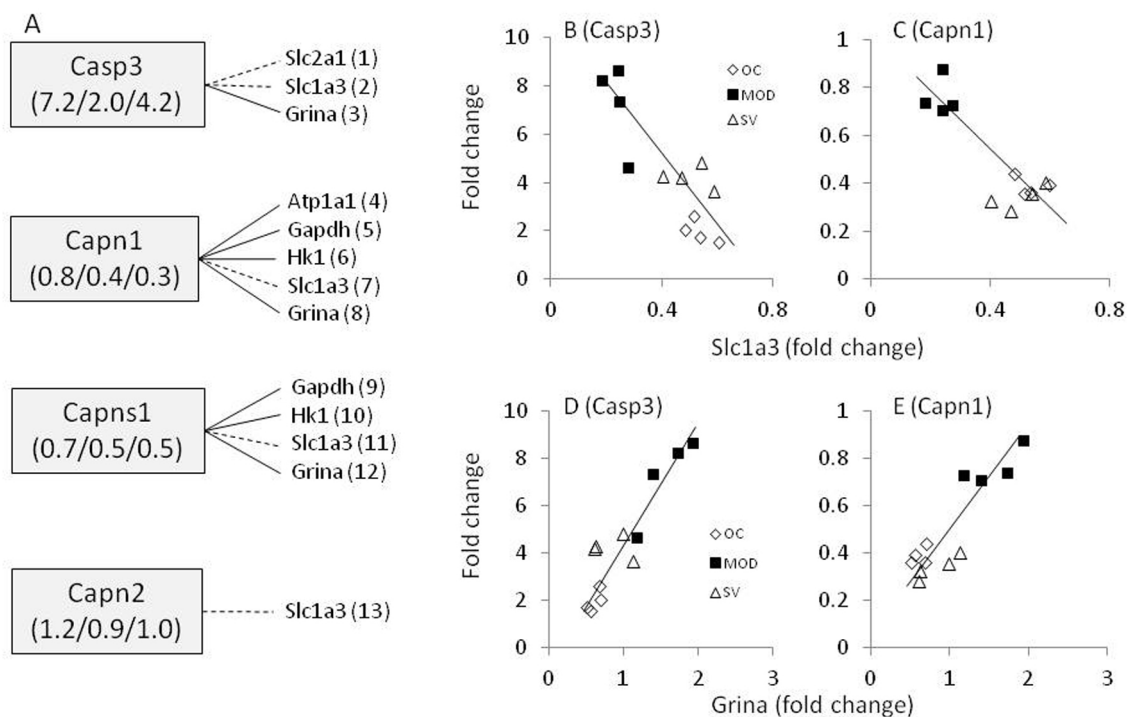 A
Casp3
(7.2/2.0/4.2)
Slc2a1 (1)
Slc1a3 (2)
Grina (3)
Capn1
(0.8/0.4/0.3)
Atp1a1 (4)
Gapdh (5)
Hk1 (6)
Slc1a3 (7)
Grina (8)
Capns1
(0.7/0.5/0.5)
Gapdh (9)
Hk1 (10)
Slc1a3 (11)
Grina (12)
Capn2
(1.2/0.9/1.0)
Slc1a3 (13)
B (Casp3)
Fold change
10
8
6
4
2
0
0 0.4 0.8
OC
MOD
SV
C (Capn1)
1
0.8
0.6
0.4
0.2
0
0 0.4 0.8
Slc1a3 (fold change)
D (Casp3)
Fold change
10
8
6
4
2
0
0 1 2 3
OC
MOD
SV
E (Capn1)
1
0.8
0.6
0.4
0.2
0
0 1 2 3
Grina (fold change)